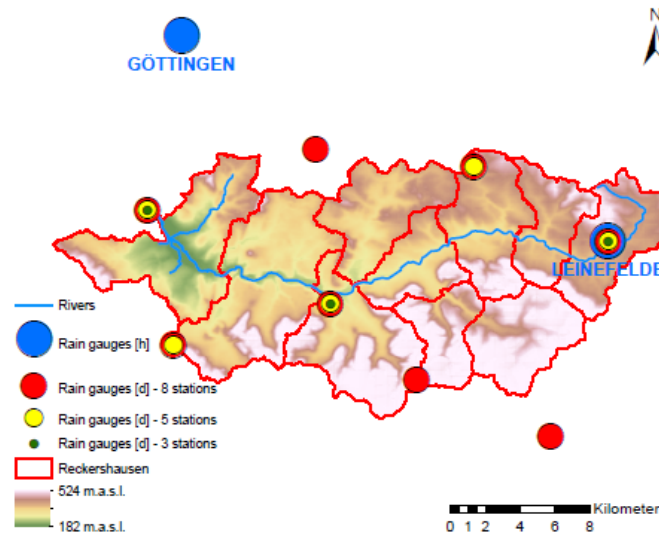 N
GÖTTINGEN
LEINEFELDE
Rivers
Rain gauges [h]
Rain gauges [d] - 8 stations
Rain gauges [d] - 5 stations
Rain gauges [d] - 3 stations
Reckershausen
524 m.a.s.l.
182 m.a.s.l.
Kilometer
0 1 2 4 6 8